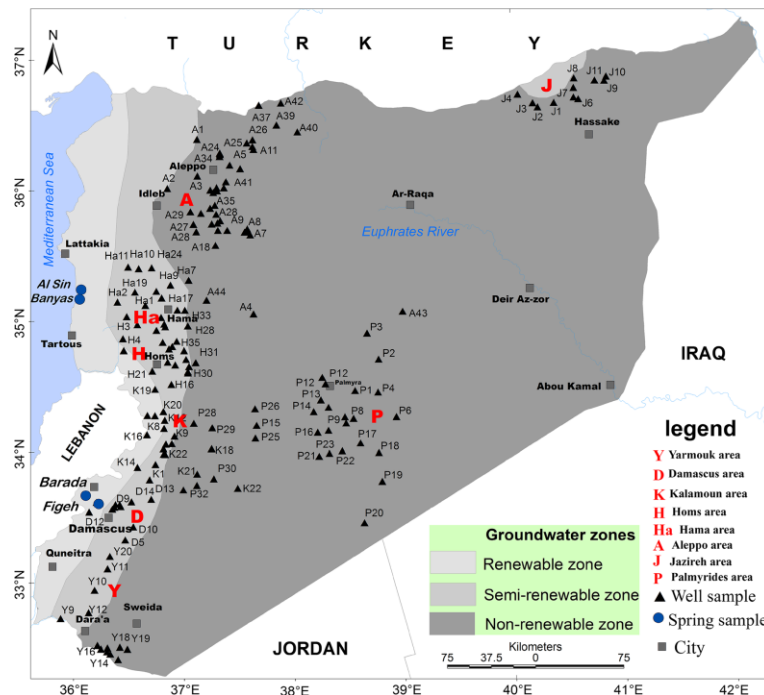 N
T U R K E Y
37°N
36°N
35°N
34°N
33°N
36°E
37°E
38°E
39°E
40°E
41°E
42°E
Mediterranean Sea
Euphrates River
LEBANON
JORDAN
IRAQ
J8
J11
J10
J
J7
J9
J4
J6
J3
J1
J2
Hassake
A42
A37
A39
A1
A26
A40
A24
A25
A34
A5
A11
Aleppo
A2
A3
A41
Idleb
A
A35
A29
A28
A27
A9
A8
A28
A7
A18
Ar-Raqa
Lattakia
Ha11
Ha10
Ha24
Ha9
Ha7
Al Sin
Banyas
Ha19
Ha2
Ha1
Ha17
A44
A4
A43
Deir Az-zor
H33
Ha
Hama
H3
H28
Tartous
H4
H35
H
Homs
H31
H30
H21
H16
K19
P3
P2
P12
P12
Palmyra
P1
P4
P13
P14
P
P6
P8
P9
P16
P17
P23
P18
P21
P22
P19
P20
Abou Kamal
K20
P28
P26
K
K8
K9
P29
P15
K16
K18
P25
K14
K1
K21
P30
D14
D13
P32
K22
Barada
Figeh
D9
D12
D
Damascus
D10
D5
Quneitra
Y20
Y11
Y10
Y
Y9
Y12
Sweida
Dara'a
Y18
Y19
Y16
Y14
Groundwater zones
Renewable zone
Semi-renewable zone
Non-renewable zone
Kilometers
75 37.5 0 75
legend
Y Yarmouk area
D Damascus area
K Kalamoun area
H Homs area
Ha Hama area
A Aleppo area
J Jazireh area
P Palmyrides area
Well sample
Spring sample
City